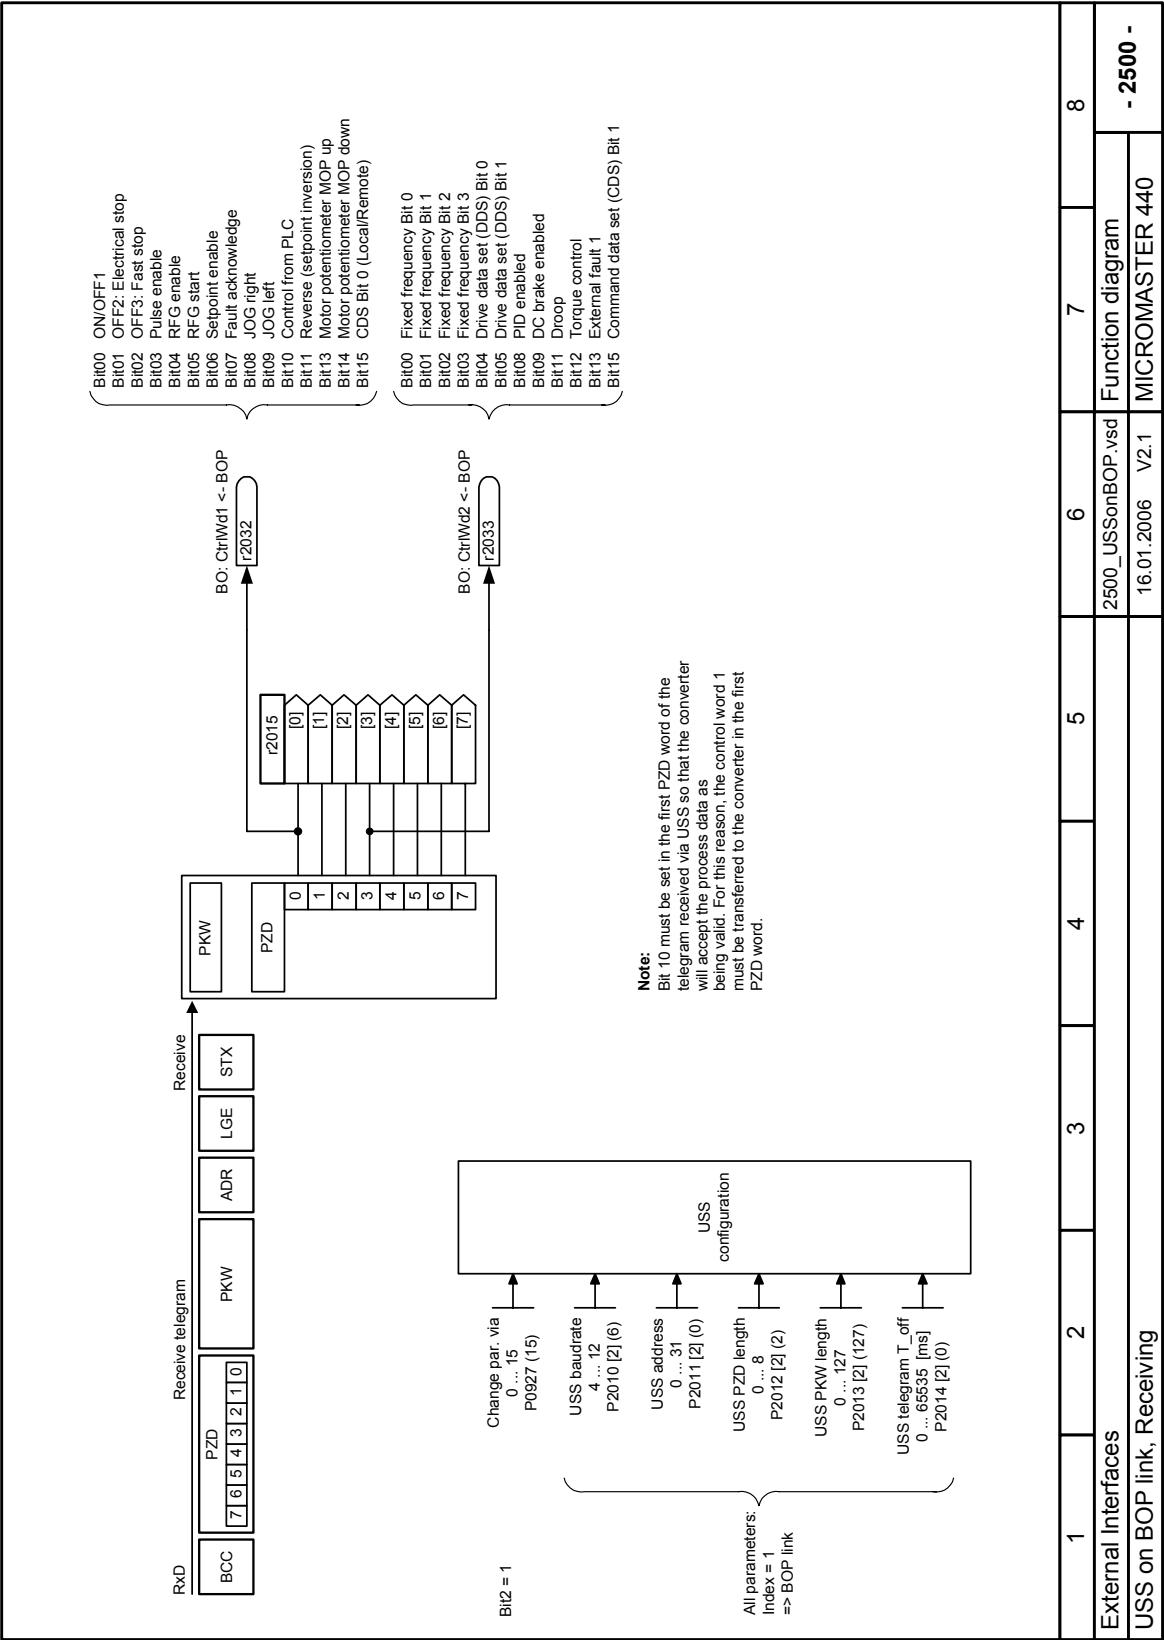 RxD
Receive telegram
Receive
BCC
PZD
7 6 5 4 3 2 1 0
PKW
ADR
LGE
STX
PKW
PZD
0
1
2
3
4
5
6
7
r2015
[0]
[1]
[2]
[3]
[4]
[5]
[6]
[7]
BO: CtrlWd1 <- BOP
r2032
BO: CtrlWd2 <- BOP
r2033
Bit00 ON/OFF1
Bit01 OFF2: Electrical stop
Bit02 OFF3: Fast stop
Bit03 Pulse enable
Bit04 RFG enable
Bit05 RFG start
Bit06 Setpoint enable
Bit07 Fault acknowledge
Bit08 JOG right
Bit09 JOG left
Bit10 Control from PLC
Bit11 Reverse (setpoint inversion)
Bit13 Motor potentiometer MOP up
Bit14 Motor potentiometer MOP down
Bit15 CDS Bit 0 (Local/Remote)
Bit00 Fixed frequency Bit 0
Bit01 Fixed frequency Bit 1
Bit02 Fixed frequency Bit 2
Bit03 Fixed frequency Bit 3
Bit04 Drive data set (DDS) Bit 0
Bit05 Drive data set (DDS) Bit 1
Bit08 PID enabled
Bit09 DC brake enabled
Bit11 Droop
Bit12 Torque control
Bit13 External fault 1
Bit15 Command data set (CDS) Bit 1
Bit2 = 1
Change par. via
0 ... 15
P0927 (15)
USS baudrate
4 ... 12
P2010 [2] (6)
USS address
0 ... 31
P2011 [2] (0)
USS PZD length
0 ... 8
P2012 [2] (2)
USS PKW length
0 ... 127
P2013 [2] (127)
USS telegram T_off
0 ... 65535 [ms]
P2014 [2] (0)
All parameters:
Index = 1
=> BOP link
USS
configuration
Note:
Bit 10 must be set in the first PZD word of the
telegram received via USS so that the converter
will accept the process data as
being valid. For this reason, the control word 1
must be transferred to the converter in the first
PZD word.
1 2 3 4 5 6 7 8
External Interfaces
2500_USSonBOP.vsd
Function diagram
- 2500 -
USS on BOP link, Receiving
16.01.2006 V2.1
MICROMASTER 440